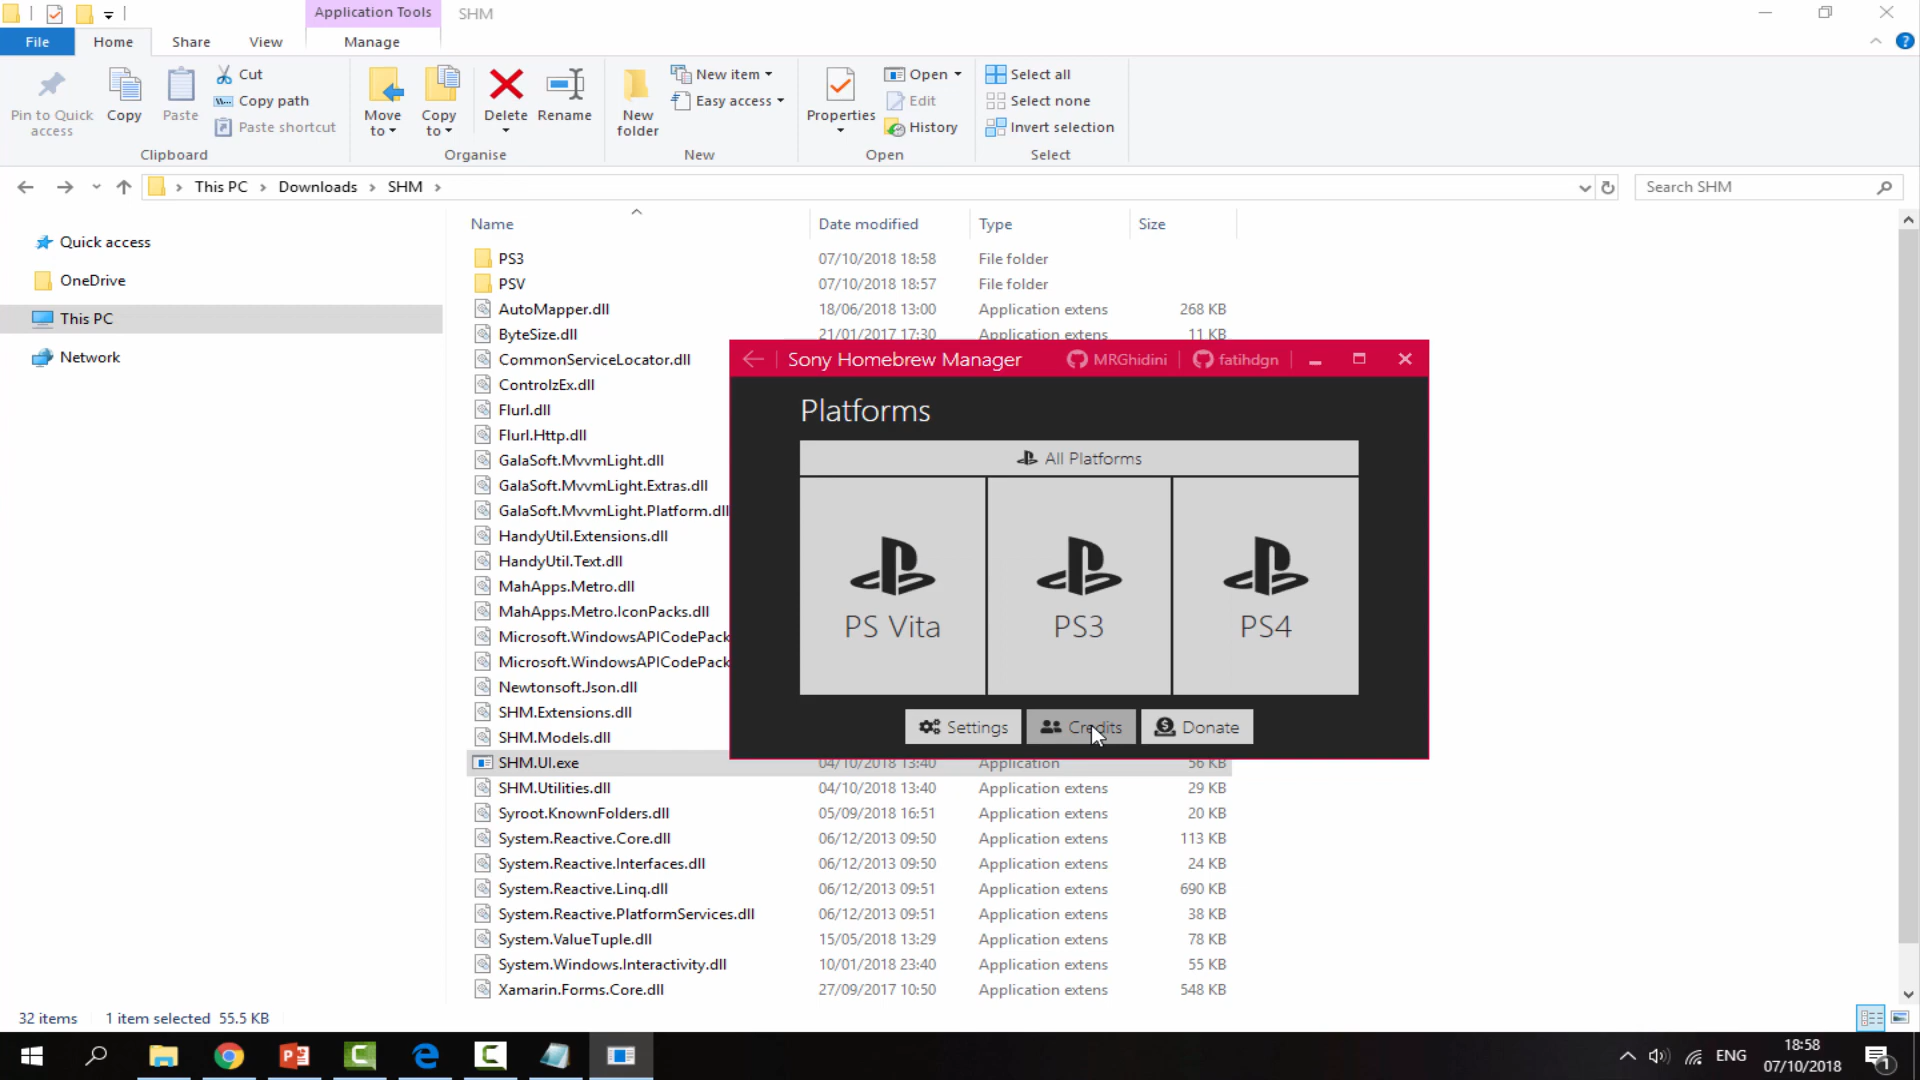 Application Tools
SHM
File
Home
Share
View
Manage
Pin to Quick access
Copy
Paste
Cut
Copy path
Paste shortcut
Clipboard
Move to
Copy to
Delete
Rename
Organise
New folder
New item
Easy access
New
Properties
Open
Edit
History
Open
Select all
Select none
Invert selection
Select
This PC
Downloads
SHM
Search SHM
Quick access
OneDrive
This PC
Network
Name Date modified Type Size
PS3 07/10/2018 18:58 File folder
PSV 07/10/2018 18:57 File folder
AutoMapper.dll 18/06/2018 13:00 Application extens 268 KB
ByteSize.dll 21/01/2017 17:30 Application extens 11 KB
CommonServiceLocator.dll
ControlzEx.dll
Flurl.dll
Flurl.Http.dll
GalaSoft.MvvmLight.dll
GalaSoft.MvvmLight.Extras.dll
GalaSoft.MvvmLight.Platform.dll
HandyUtil.Extensions.dll
HandyUtil.Text.dll
MahApps.Metro.dll
MahApps.Metro.IconPacks.dll
Microsoft.WindowsAPICodePack
Microsoft.WindowsAPICodePack
Newtonsoft.Json.dll
SHM.Extensions.dll
SHM.Models.dll
SHM.UI.exe 04/10/2018 13:40 Application 56 KB
SHM.Utilities.dll 04/10/2018 13:40 Application extens 29 KB
Syroot.KnownFolders.dll 05/09/2018 16:51 Application extens 20 KB
System.Reactive.Core.dll 06/12/2013 09:50 Application extens 113 KB
System.Reactive.Interfaces.dll 06/12/2013 09:50 Application extens 24 KB
System.Reactive.Linq.dll 06/12/2013 09:51 Application extens 690 KB
System.Reactive.PlatformServices.dll 06/12/2013 09:51 Application extens 38 KB
System.ValueTuple.dll 15/05/2018 13:29 Application extens 78 KB
System.Windows.Interactivity.dll 10/01/2018 23:40 Application extens 55 KB
Xamarin.Forms.Core.dll 27/09/2017 10:50 Application extens 548 KB
Sony Homebrew Manager
MRGhidini
fatihdgn
Platforms
All Platforms
PS Vita
PS3
PS4
Settings
Credits
Donate
32 items 1 item selected 55.5 KB
ENG
18:58
07/10/2018
1